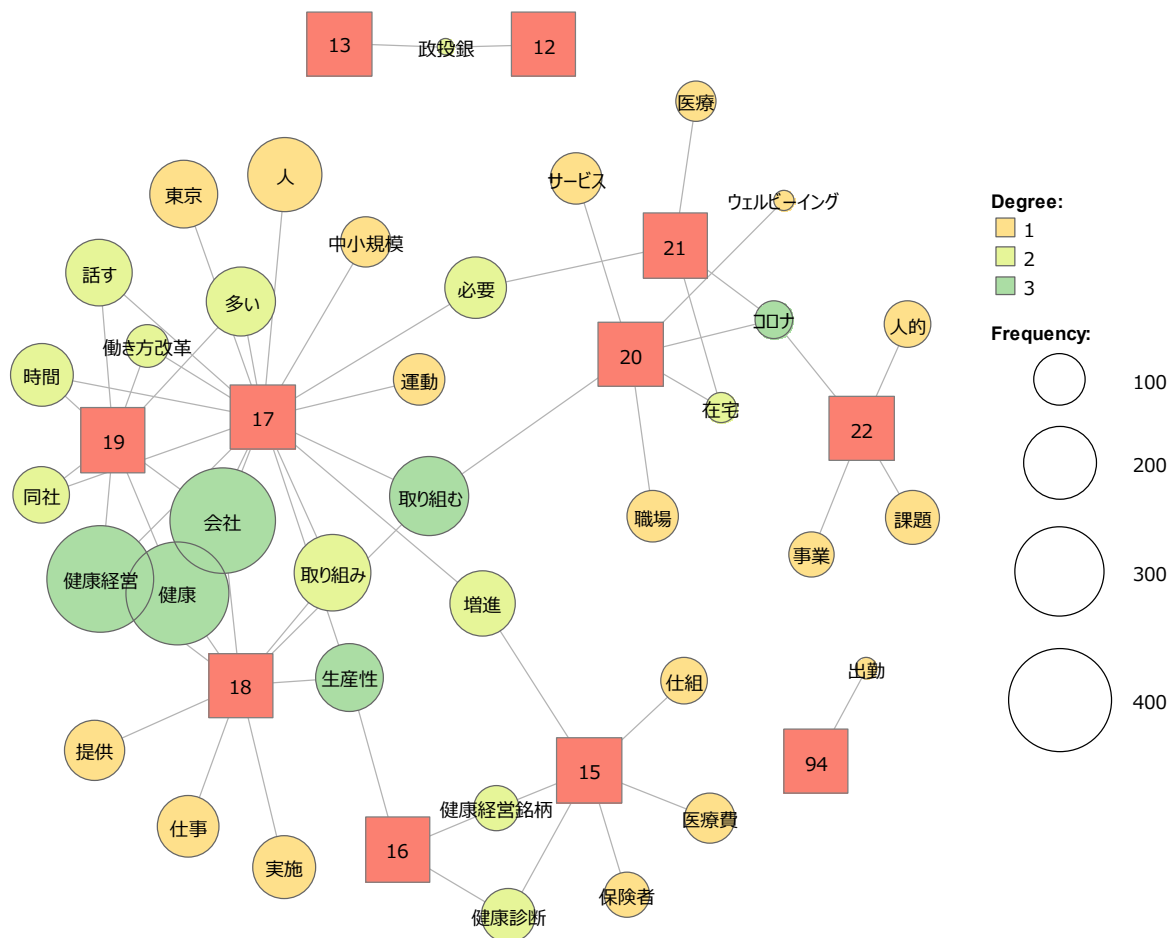 13
政投銀
12
医療
人
サービス
東京
ウェルビーイング
中小規模
21
話す
必要
多い
コロナ
人的
働き方改革
20
時間
運動
在宅
17
22
19
同社
取り組む
会社
職場
課題
事業
健康経営
健康
取り組み
増進
出勤
生産性
仕組
18
提供
94
15
健康経営銘柄
医療費
仕事
16
実施
保険者
健康診断
Degree:
1
2
3
Frequency:
100
200
300
400